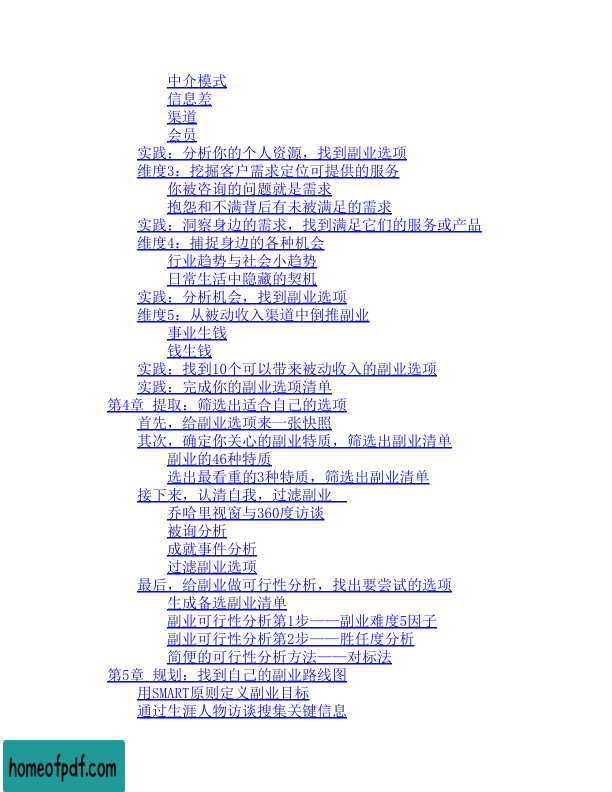 中介模式
信息差
渠道
会员
实践：分析你的个人资源，找到副业选项
维度3：挖掘客户需求定位可提供的服务
你被咨询的问题就是需求
抱怨和不满背后有未被满足的需求
实践：洞察身边的需求，找到满足它们的服务或产品
维度4：捕捉身边的各种机会
行业趋势与社会小趋势
日常生活中隐藏的契机
实践：分析机会，找到副业选项
维度5：从被动收入渠道中倒推副业
事业生钱
钱生钱
实践：找到10个可以带来被动收入的副业选项
实践：完成你的副业选项清单
第4章 提取：筛选出适合自己的选项
首先，给副业选项来一张快照
其次，确定你关心的副业特质，筛选出副业清单
副业的46种特质
选出最看重的3种特质，筛选出副业清单
接下来，认清自我，过滤副业
乔哈里视窗与360度访谈
被询分析
成就事件分析
过滤副业选项
最后，给副业做可行性分析，找出要尝试的选项
生成备选副业清单
副业可行性分析第1步——副业难度5因子
副业可行性分析第2步——胜任度分析
简便的可行性分析方法——对标法
第5章 规划：找到自己的副业路线图
用SMART原则定义副业目标
通过生涯人物访谈搜集关键信息
homeofpdf.com